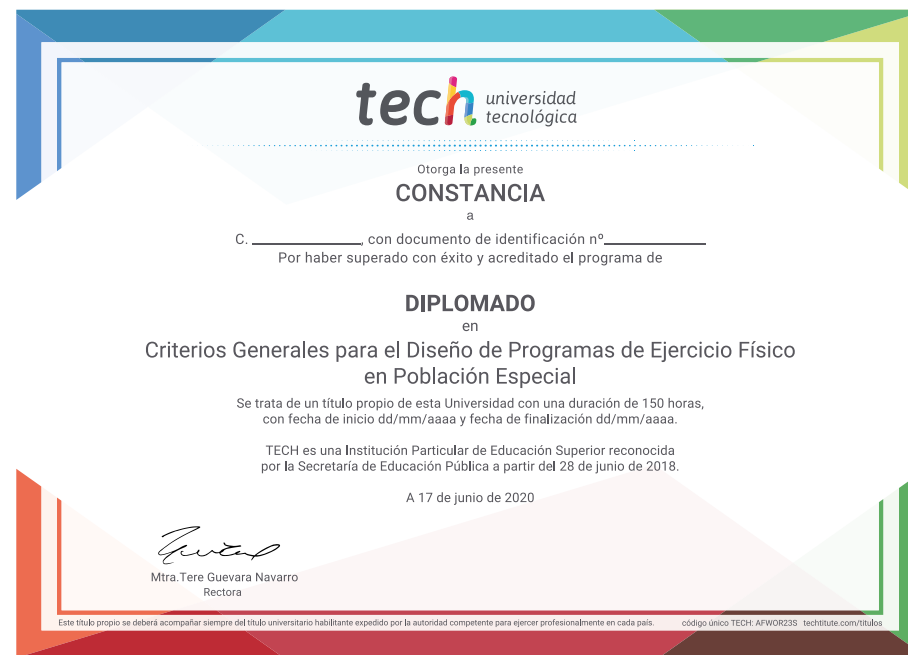 tech universidad
tecnológica
Otorga la presente
CONSTANCIA
a
C. ____________, con documento de identificación nº____________
Por haber superado con éxito y acreditado el programa de
DIPLOMADO
en
Criterios Generales para el Diseño de Programas de Ejercicio Físico
en Población Especial
Se trata de un título propio de esta Universidad con una duración de 150 horas,
con fecha de inicio dd/mm/aaaa y fecha de finalización dd/mm/aaaa.
TECH es una Institución Particular de Educación Superior reconocida
por la Secretaría de Educación Pública a partir del 28 de junio de 2018.
A 17 de junio de 2020
Mtra.Tere Guevara Navarro
Rectora
Este título propio se deberá acompañar siempre del título universitario habilitante expedido por la autoridad competente para ejercer profesionalmente en cada país. código único TECH: AFWOR23S techtitute.com/titulos